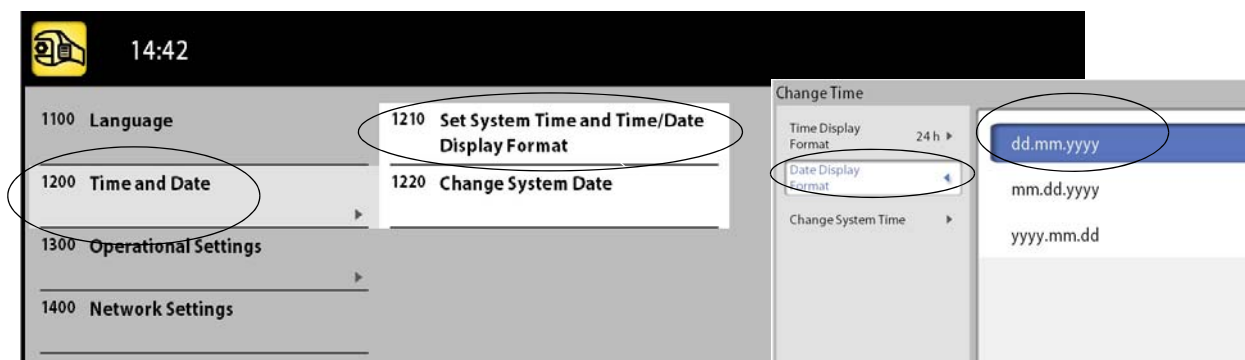 14:42
1100 Language
1200 Time and Date
1300 Operational Settings
1400 Network Settings
1210 Set System Time and Time/Date
Display Format
1220 Change System Date
Change Time
Time Display
Format
24 h
Date Display
Format
Change System Time
dd.mm.yyyy
mm.dd.yyyy
yyyy.mm.dd